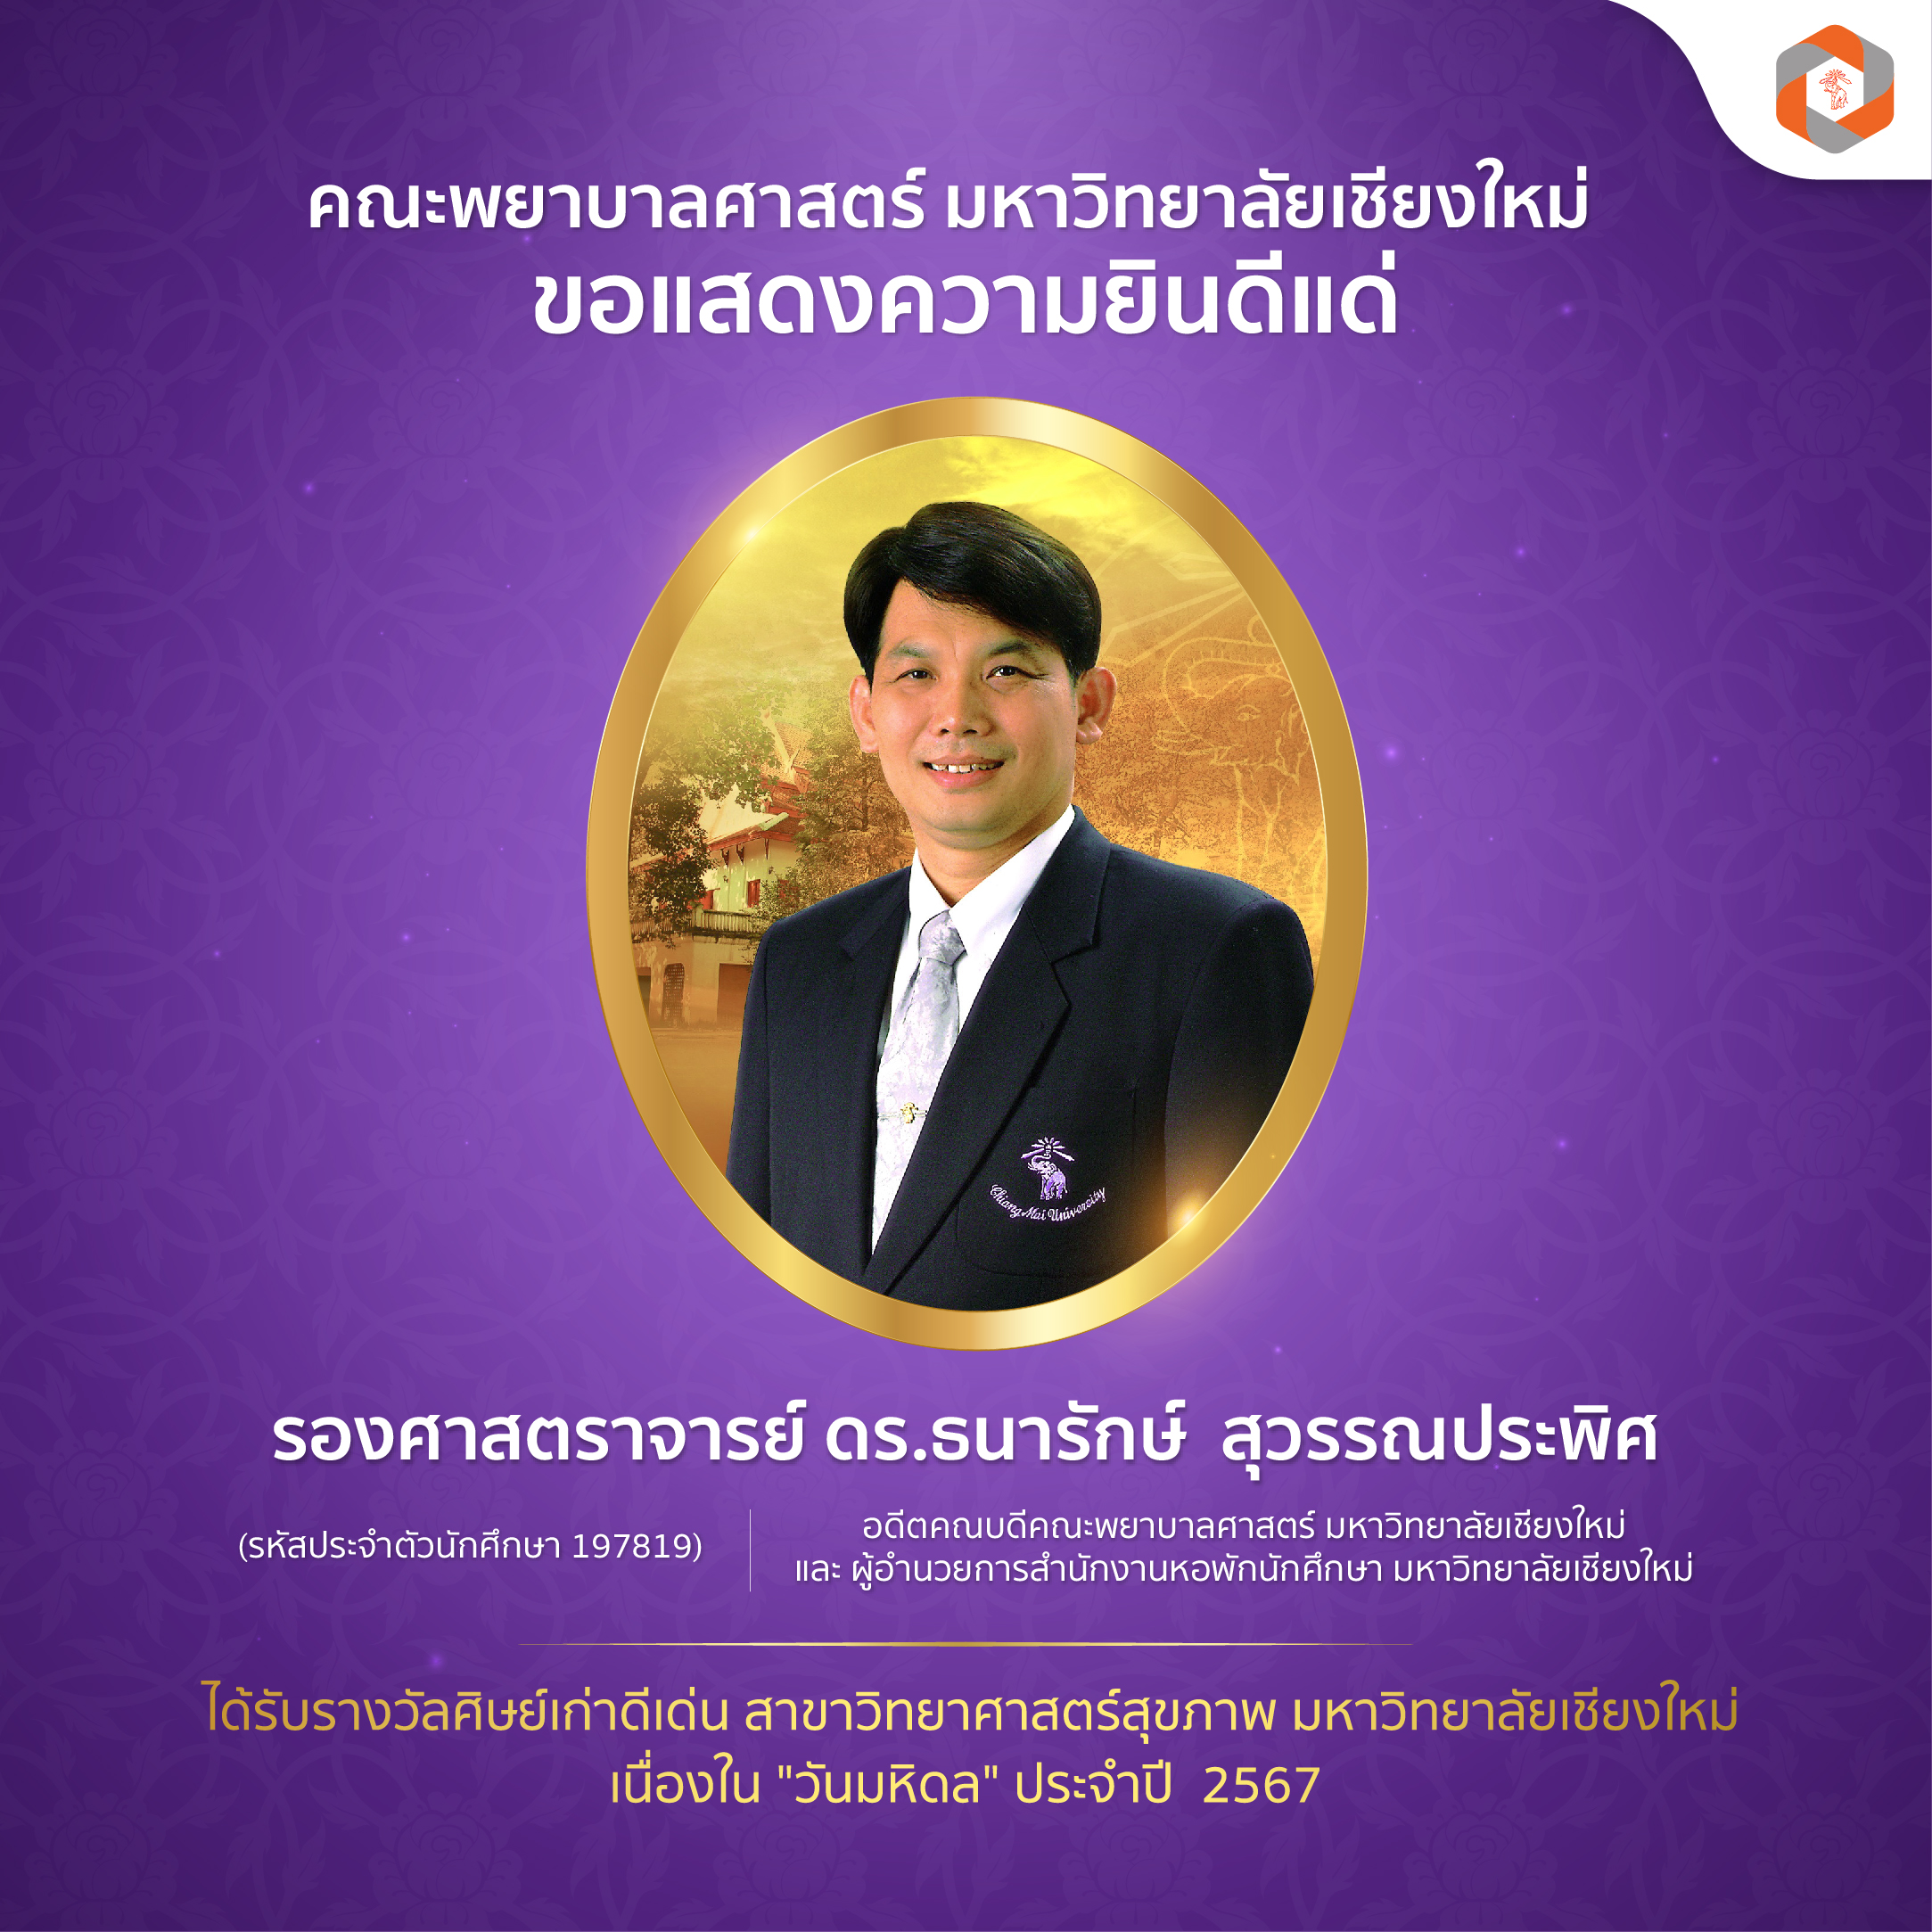 คณะพยาบาลศาสตร์ มหาวิทยาลัยเชียงใหม่
ขอแสดงความยินดีแด่
Chiang Mai University
รองศาสตราจารย์ ดร.ธนารักษ์ สุวรรณประพิศ
(รหัสประจำตัวนักศึกษา 197819)
อดีตคณบดีคณะพยาบาลศาสตร์ มหาวิทยาลัยเชียงใหม่
และ ผู้อำนวยการสำนักงานหอพักนักศึกษา มหาวิทยาลัยเชียงใหม่
ได้รับรางวัลศิษย์เก่าดีเด่น สาขาวิทยาศาสตร์สุขภาพ มหาวิทยาลัยเชียงใหม่
เนื่องใน "วันมหิดล" ประจำปี 2567